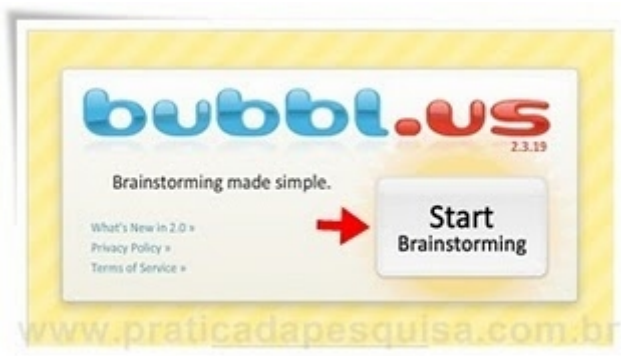 bubbl.us
2.3.19
Brainstorming made simple.
What's New in 2.0 »
Privacy Policy »
Terms of Service »
Start
Brainstorming
www.praticadapesquisa.com.br